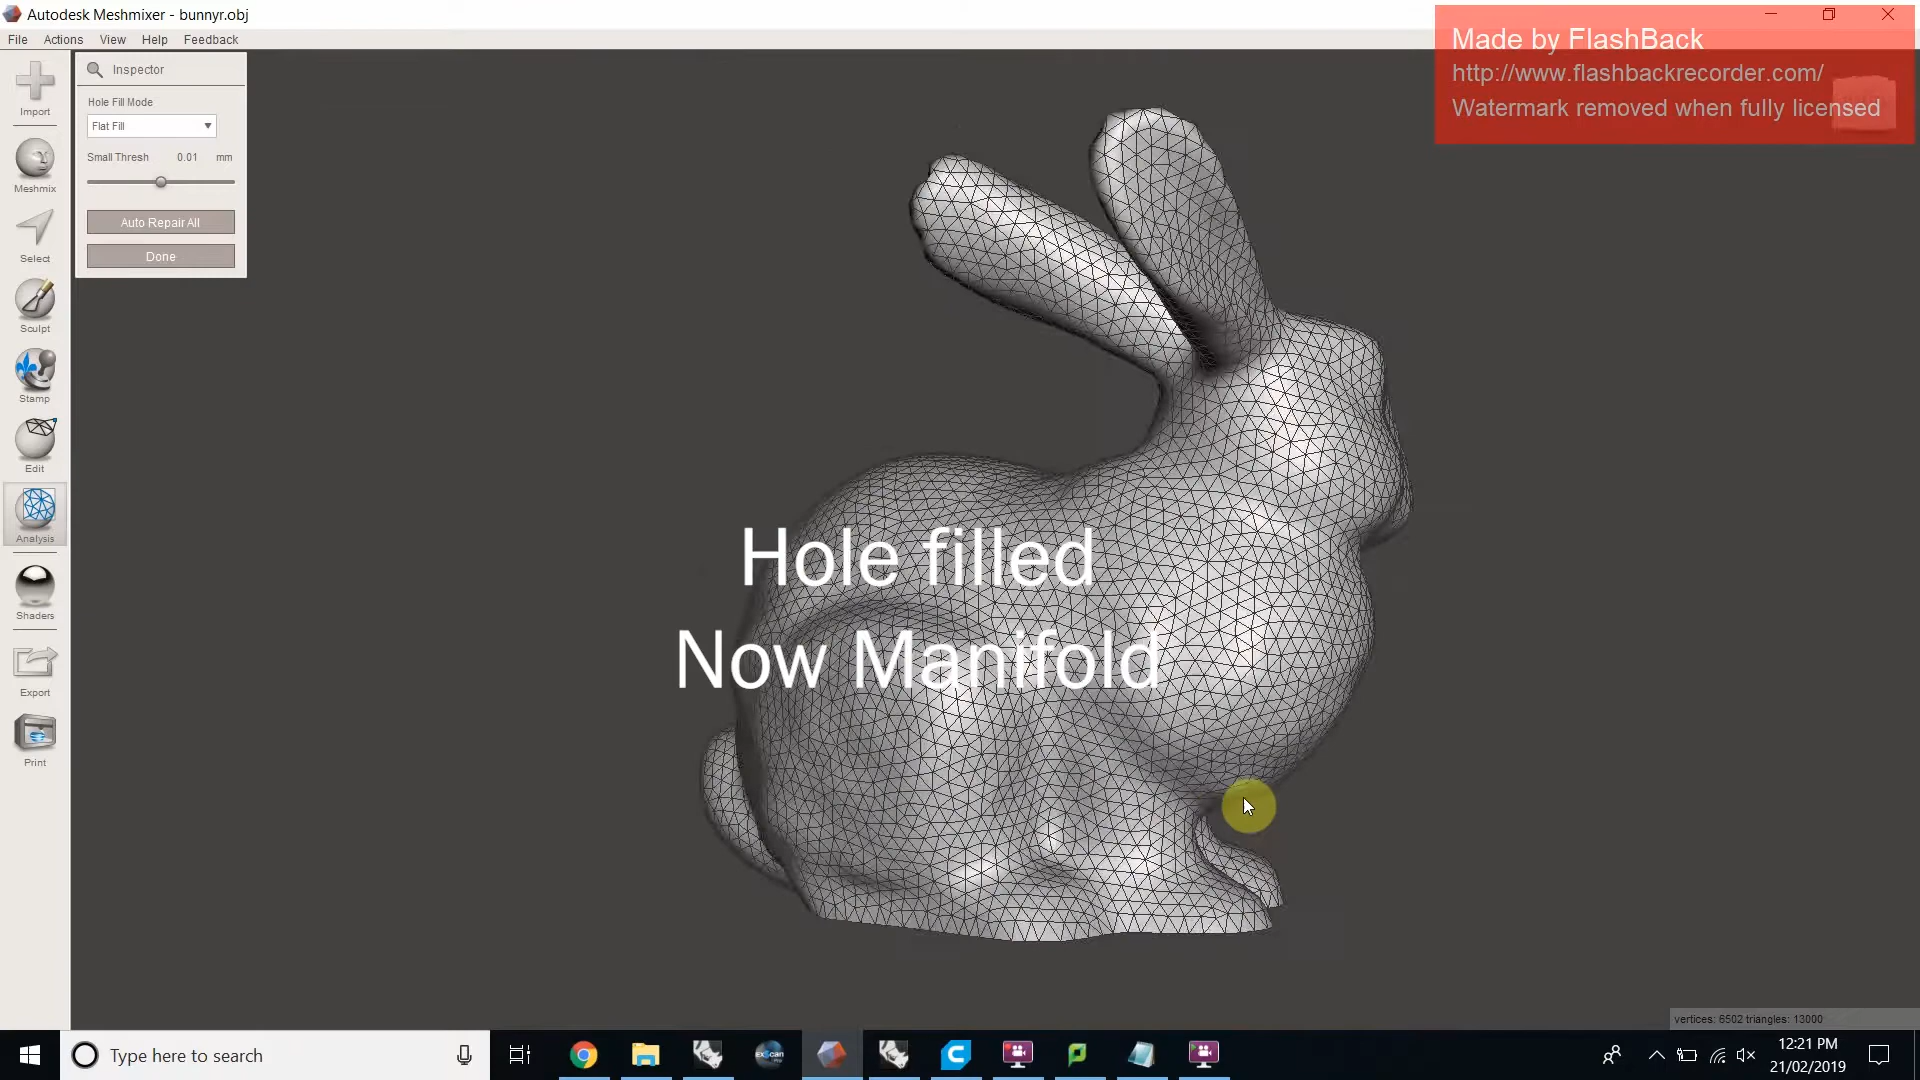 Autodesk Meshmixer - bunnyr.obj
File Actions View Help Feedback
Made by FlashBack
http://www.flashbackrecorder.com/
Watermark removed when fully licensed
Import
Meshmix
Select
Sculpt
Stamp
Edit
Analysis
Shaders
Export
Print
Inspector
Hole Fill Mode
Flat Fill
Small Thresh 0.01 mm
Auto Repair All
Done
Hole filled
Now Manifold
vertices: 6502 triangles: 13000
Type here to search
12:21 PM
21/02/2019